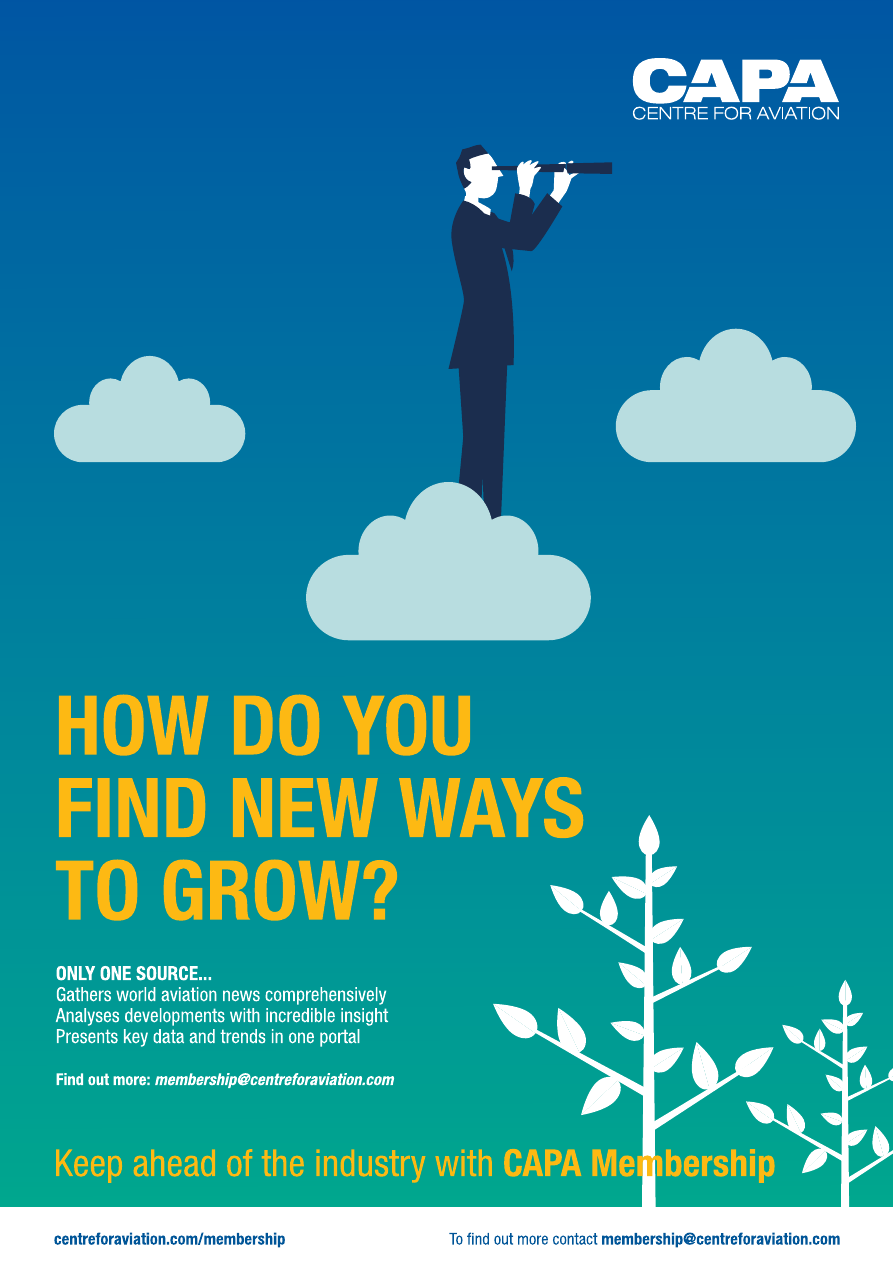 CAPA
CENTRE FOR AVIATION
HOW DO YOU
FIND NEW WAYS
TO GROW?
ONLY ONE SOURCE...
Gathers world aviation news comprehensively
Analyses developments with incredible insight
Presents key data and trends in one portal
Find out more: membership@centreforaviation.com
Keep ahead of the industry with CAPA Membership
centreforaviation.com/membership
To find out more contact membership@centreforaviation.com